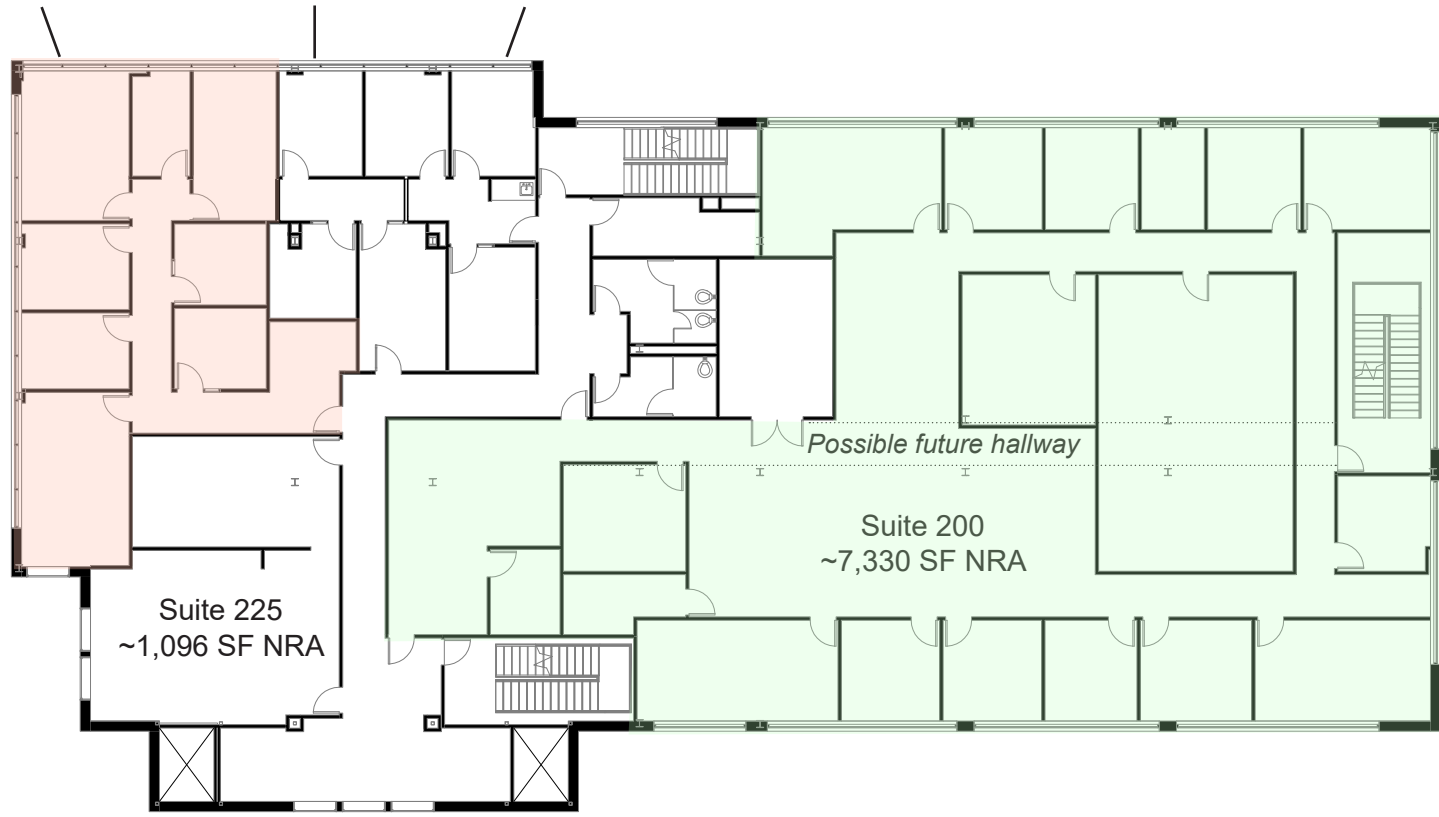 Possible future hallway
Suite 200
~7,330 SF NRA
Suite 225
~1,096 SF NRA